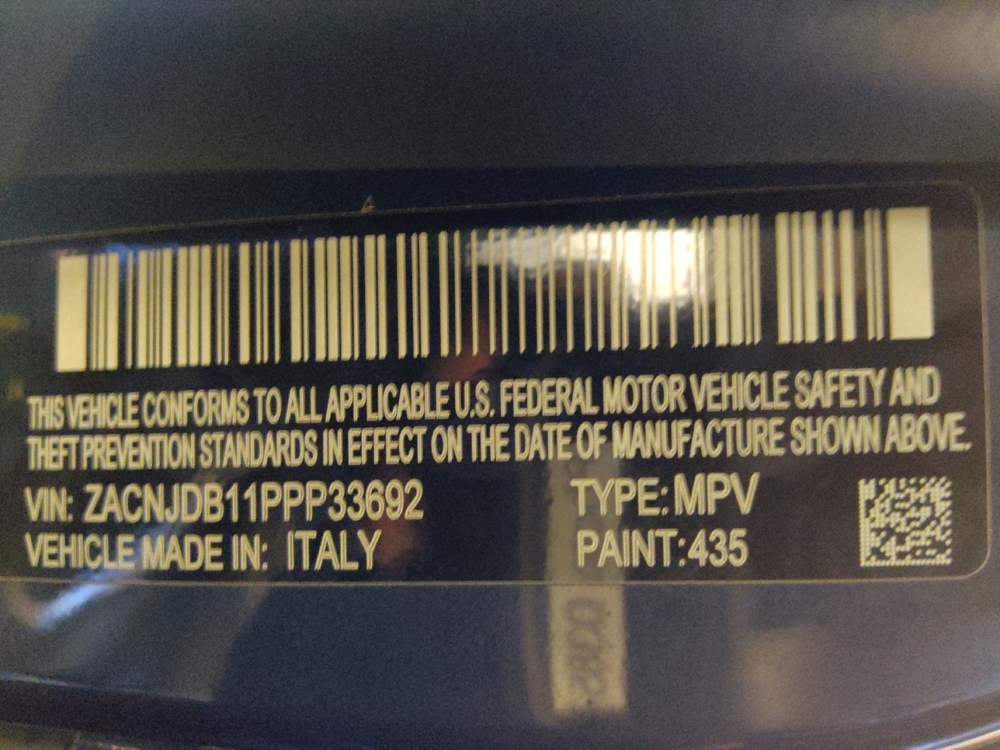 THIS VEHICLE CONFORMS TO ALL APPLICABLE U.S. FEDERAL MOTOR VEHICLE SAFETY AND
THEFT PREVENTION STANDARDS IN EFFECT ON THE DATE OF MANUFACTURE SHOWN ABOVE.
VIN: ZACNJDB11PPP33692 TYPE: MPV
VEHICLE MADE IN: ITALY PAINT:435